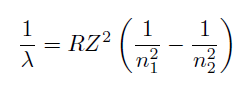 1/λ = RZ² (1/n₁² − 1/n₂²)